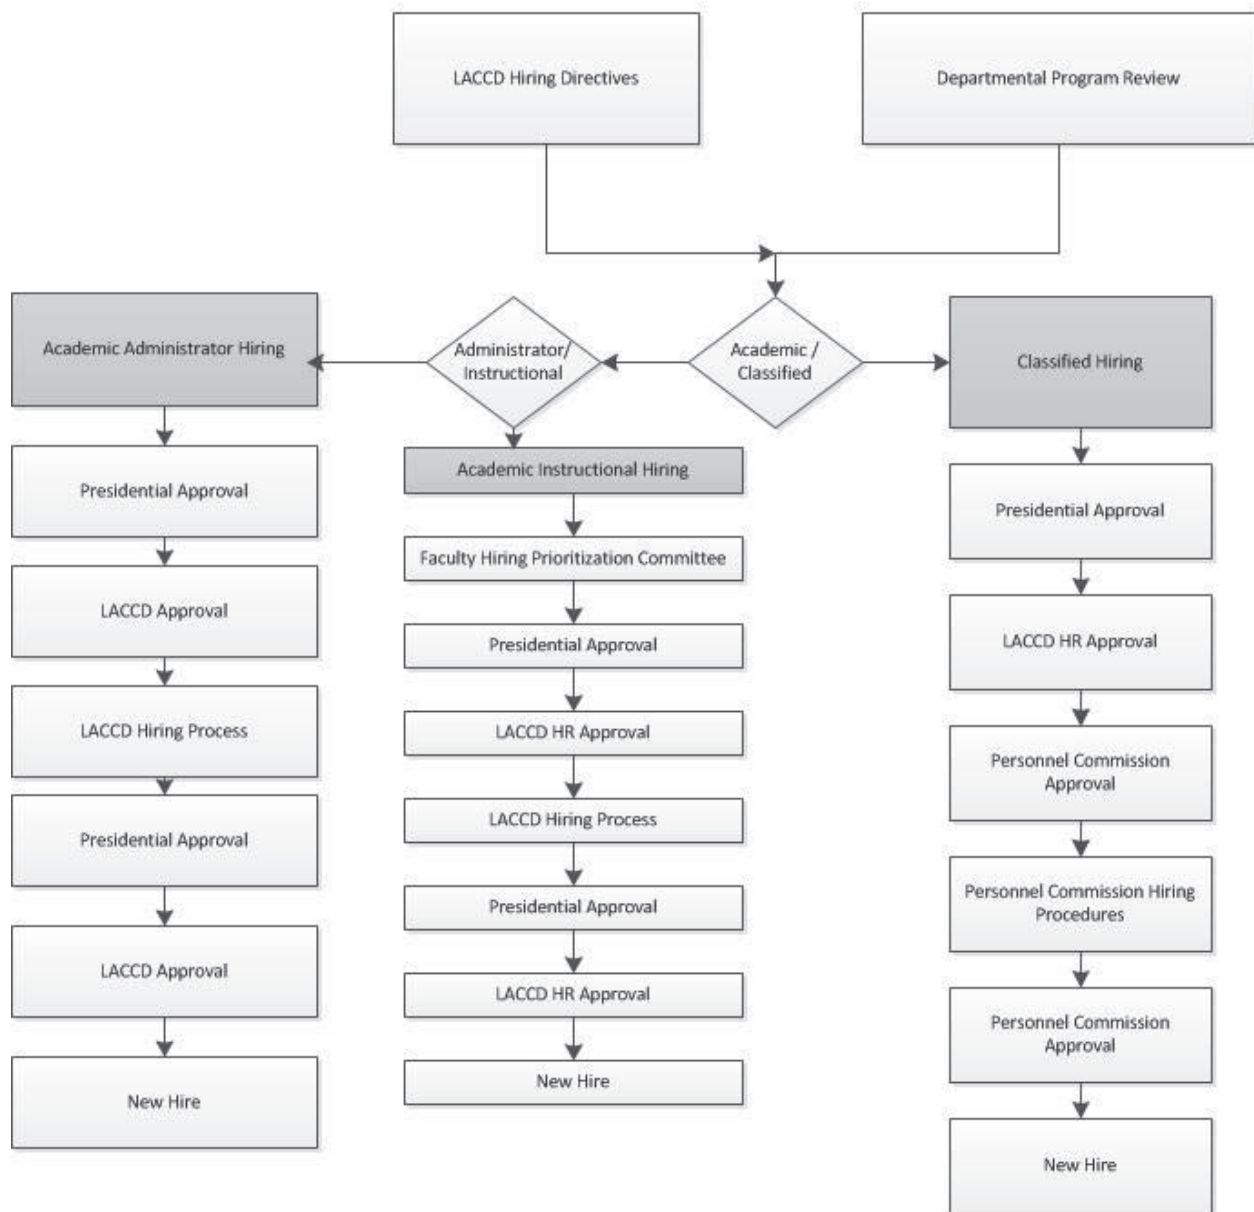 LACCD Hiring Directives
Departmental Program Review
Academic Administrator Hiring
Administrator/
Instructional
Academic /
Classified
Classified Hiring
Presidential Approval
LACCD Approval
LACCD Hiring Process
Presidential Approval
LACCD Approval
New Hire
Academic Instructional Hiring
Faculty Hiring Prioritization Committee
Presidential Approval
LACCD HR Approval
LACCD Hiring Process
Presidential Approval
LACCD HR Approval
New Hire
Presidential Approval
LACCD HR Approval
Personnel Commission
Approval
Personnel Commission Hiring
Procedures
Personnel Commission
Approval
New Hire